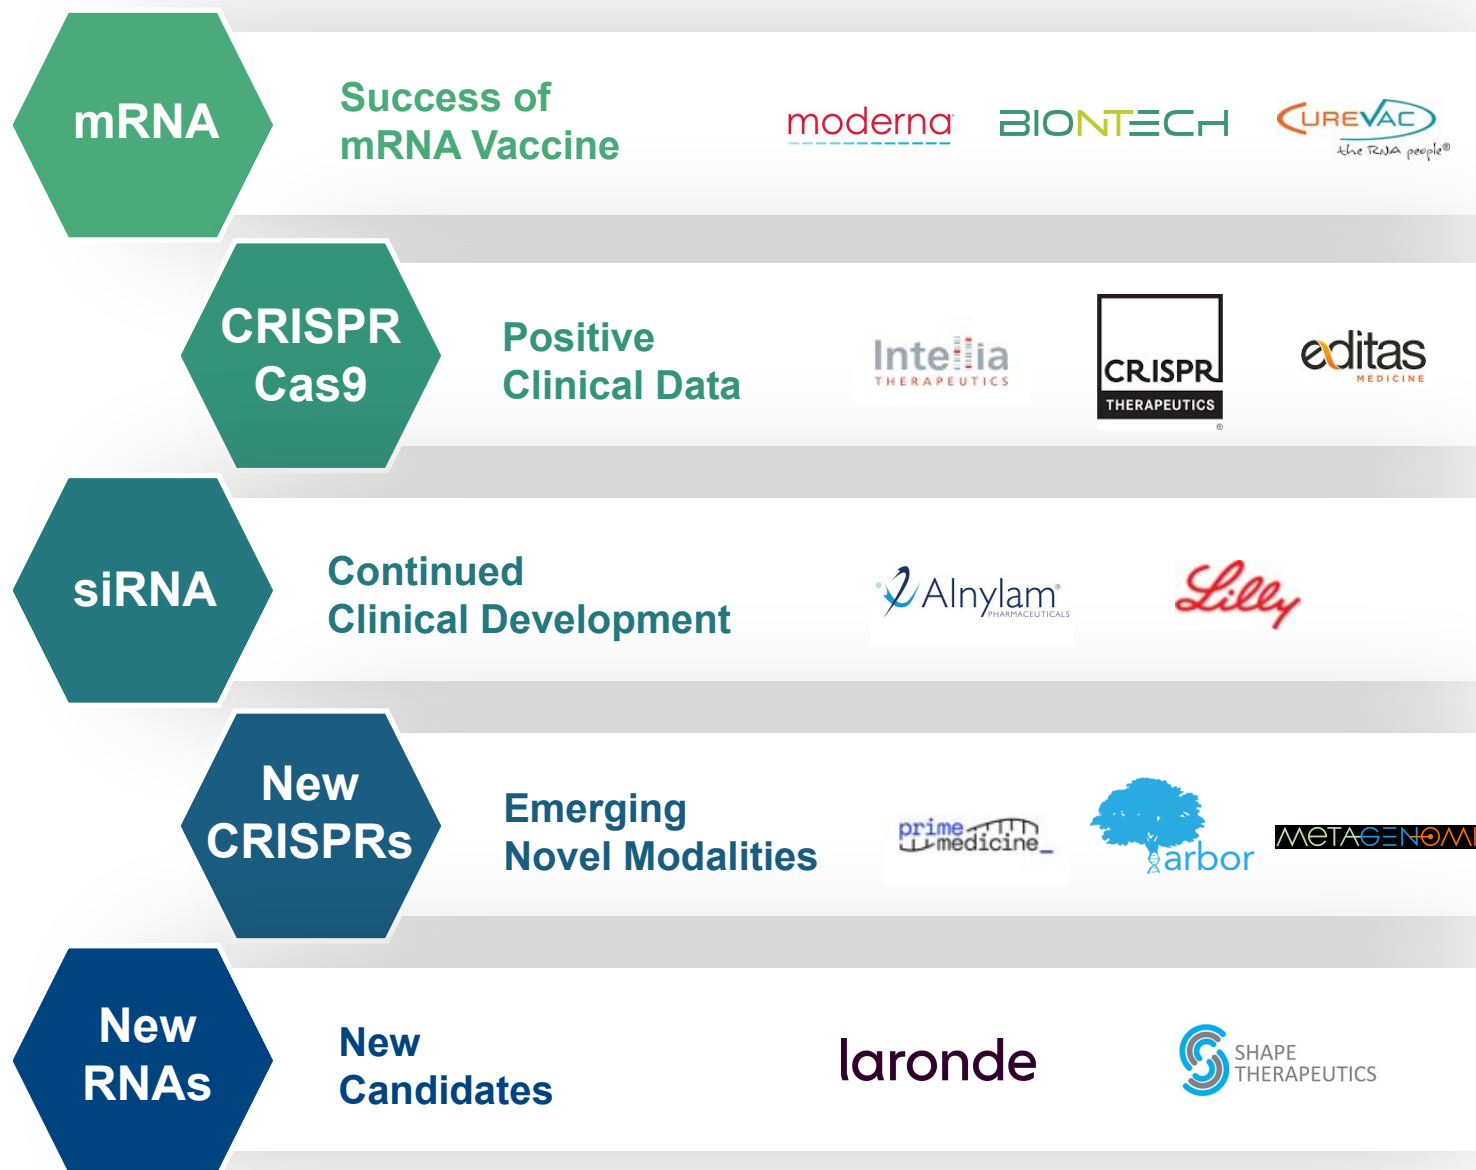 mRNA
Success of
mRNA Vaccine
moderna
BIONTECH
CUREVAC
the RNA people®
CRISPR
Cas9
Positive
Clinical Data
Intellia
THERAPEUTICS
CRISPR
THERAPEUTICS
®
editas
MEDICINE
siRNA
Continued
Clinical Development
Alnylam®
PHARMACEUTICALS
Lilly
New
CRISPRs
Emerging
Novel Modalities
prime
medicine_
arbor
METAGENOMI
New
RNAs
New
Candidates
laronde
SHAPE
THERAPEUTICS